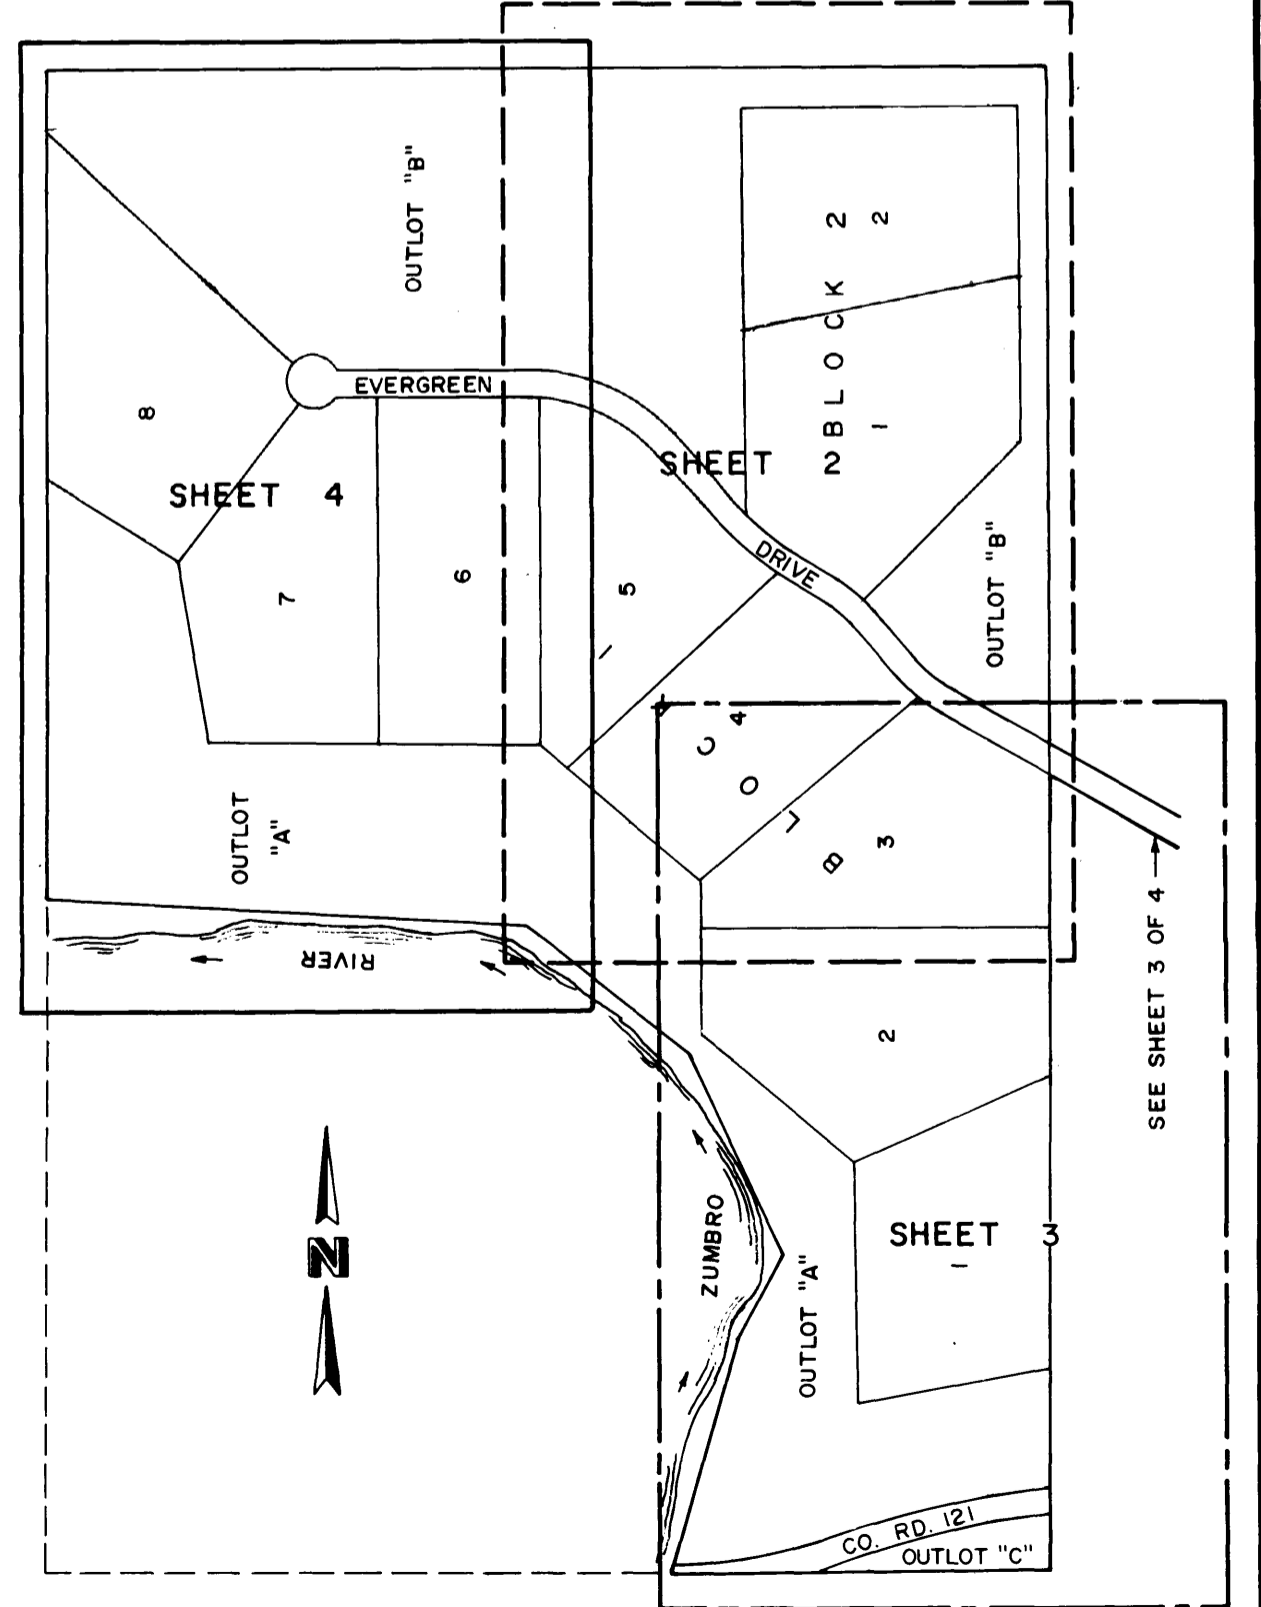 OUTLOT "B"
2
2
BLOCK
EVERGREEN
8
1
SHEET 2
SHEET 4
DRIVE
OUTLOT "B"
7
6
5
1
K
4
C
O
L
B
3
OUTLOT
"A"
SEE SHEET 3 OF 4
RIVER
2
ZUMBRO
N
SHEET 3
1
OUTLOT "A"
CO. RD. 121
OUTLOT "C"